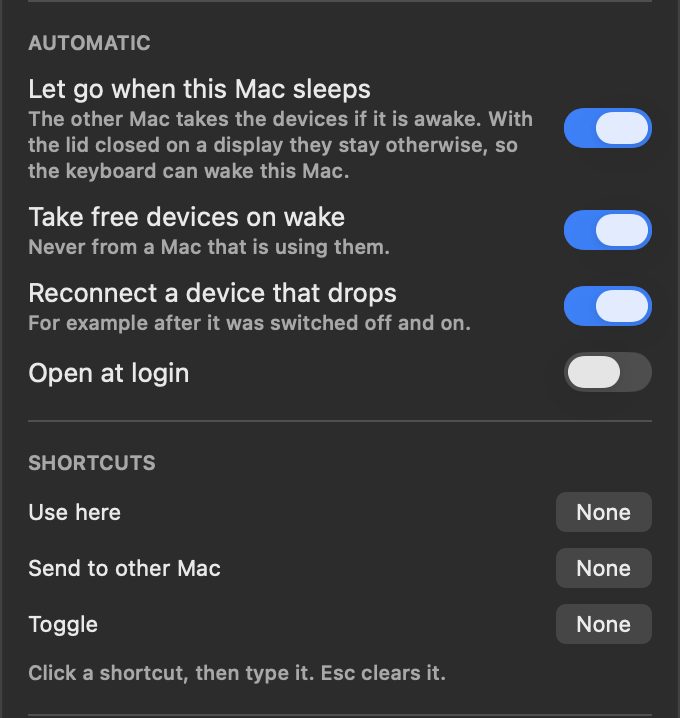 AUTOMATIC
Let go when this Mac sleeps
The other Mac takes the devices if it is awake. With
the lid closed on a display they stay otherwise, so
the keyboard can wake this Mac.
Take free devices on wake
Never from a Mac that is using them.
Reconnect a device that drops
For example after it was switched off and on.
Open at login
SHORTCUTS
Use here None
Send to other Mac None
Toggle None
Click a shortcut, then type it. Esc clears it.